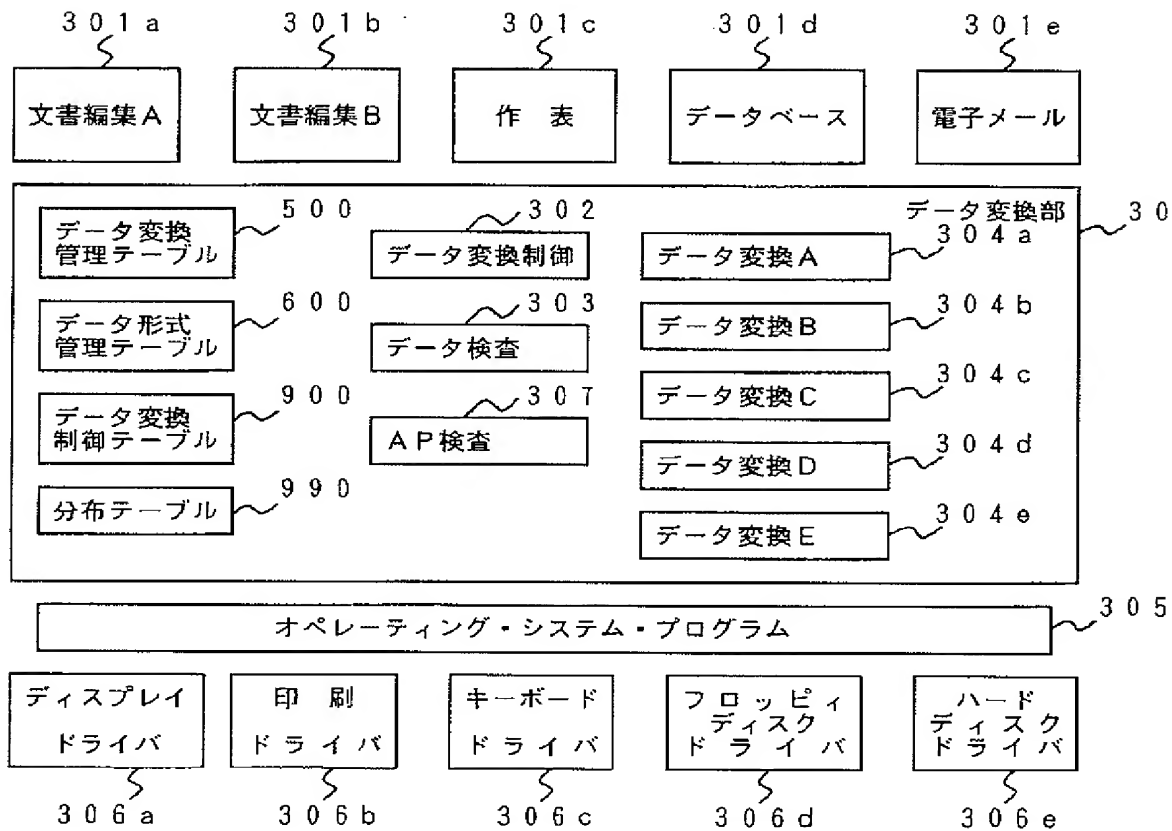 301a 301b 301c 301d 301e
文書編集A 文書編集B 作 表 データベース 電子メール
データ変換部 30
500 302 304a
データ変換
管理テーブル
データ変換制御
データ変換A
600 303 304b
データ形式
管理テーブル
データ検査
データ変換B
900 307 304c
データ変換
制御テーブル
AP検査
データ変換C
990 304d
分布テーブル
データ変換D
304e
データ変換E
305
オペレーティング・システム・プログラム
ディスプレイ
ドライバ
印 刷
ドライバ
キーボード
ドライバ
フロッピィ
ディスク
ドライバ
ハード
ディスク
ドライバ
306a 306b 306c 306d 306e